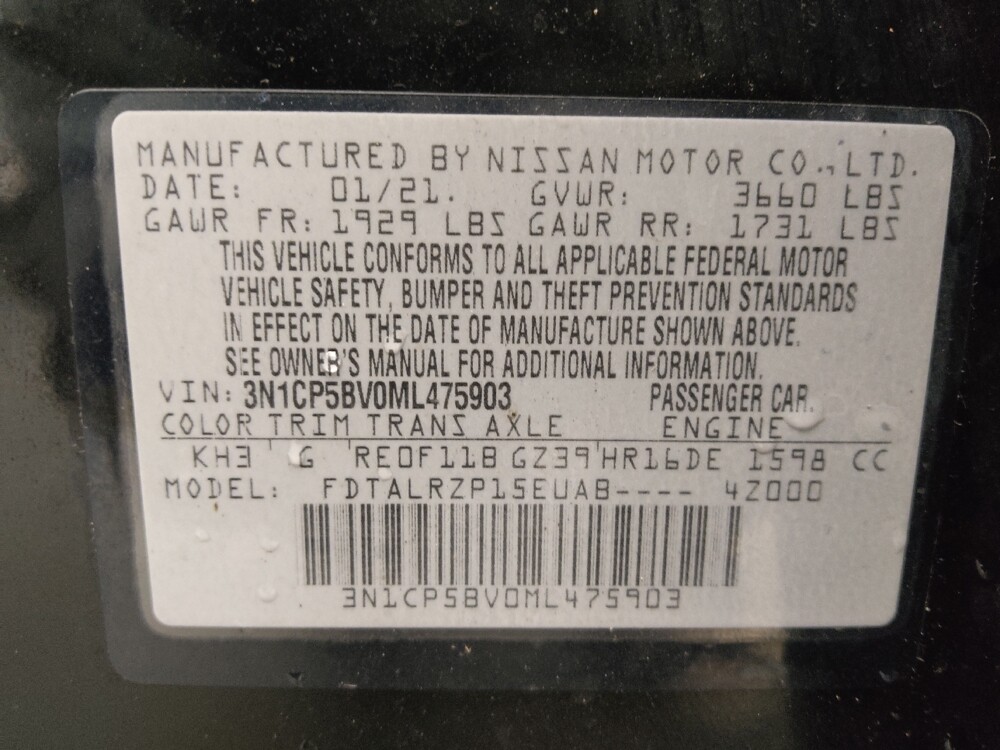 MANUFACTURED BY NISSAN MOTOR CO., LTD.
DATE: 01/21. GVWR: 3660 LBS
GAWR FR: 1929 LBS GAWR RR: 1731 LBS
THIS VEHICLE CONFORMS TO ALL APPLICABLE FEDERAL MOTOR
VEHICLE SAFETY, BUMPER AND THEFT PREVENTION STANDARDS
IN EFFECT ON THE DATE OF MANUFACTURE SHOWN ABOVE.
SEE OWNER'S MANUAL FOR ADDITIONAL INFORMATION.
VIN: 3N1CP5BV0ML475903 PASSENGER CAR.
COLOR TRIM TRANS AXLE ENGINE
KH3 G RE0F11B GZ39 HR16DE 1598 CC
MODEL: FDTALRZP15EUAB---- 4Z000
3N1CP5BV0ML475903